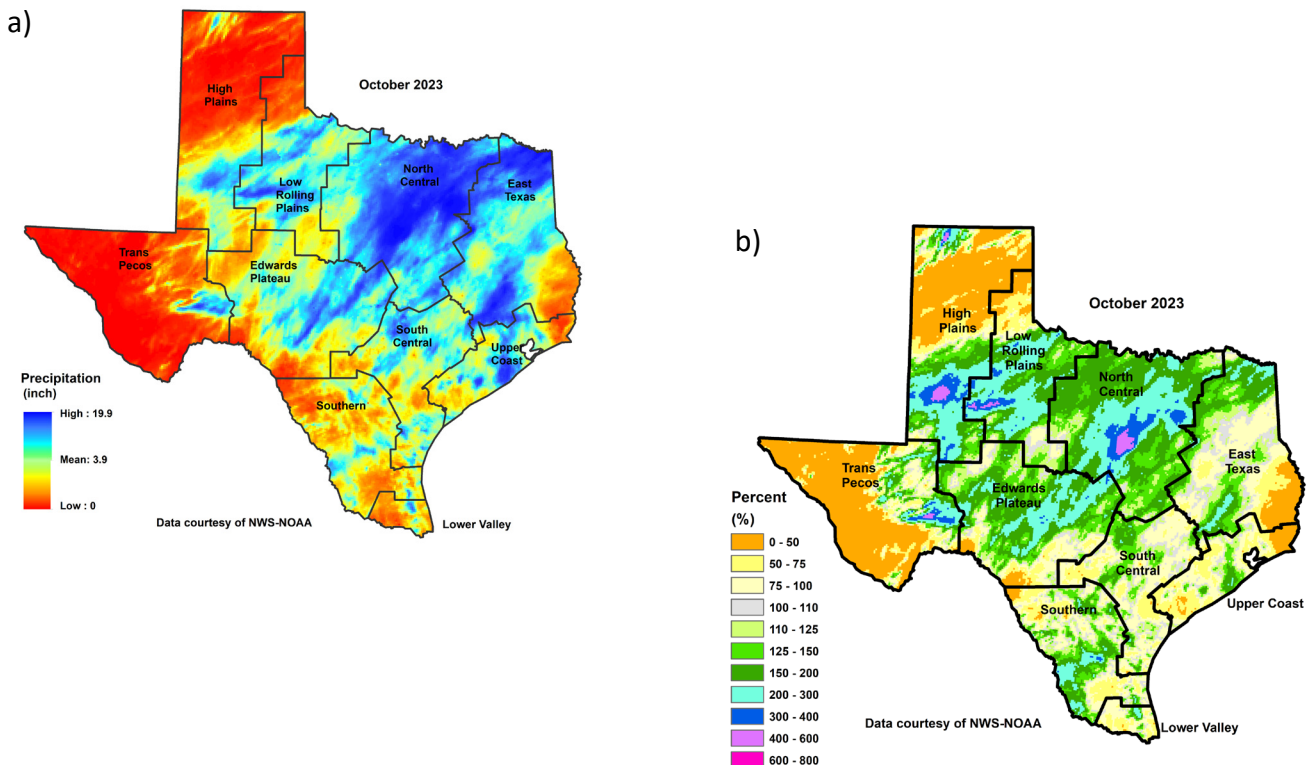 a)
October 2023
High
Plains
North
Central
East
Texas
Low
Rolling
Plains
Trans
Pecos
Edwards
Plateau
South
Central
Upper
Coast
Southern
Lower Valley
Precipitation
(inch)
High : 19.9
Mean: 3.9
Low : 0
Data courtesy of NWS-NOAA
b)
October 2023
High Plains
Low
Rolling
Plains
North
Central
East
Texas
Trans
Pecos
Edwards
Plateau
South
Central
Upper Coast
Southern
Lower Valley
Percent
(%)
0 - 50
50 - 75
75 - 100
100 - 110
110 - 125
125 - 150
150 - 200
200 - 300
300 - 400
400 - 600
600 - 800
Data courtesy of NWS-NOAA